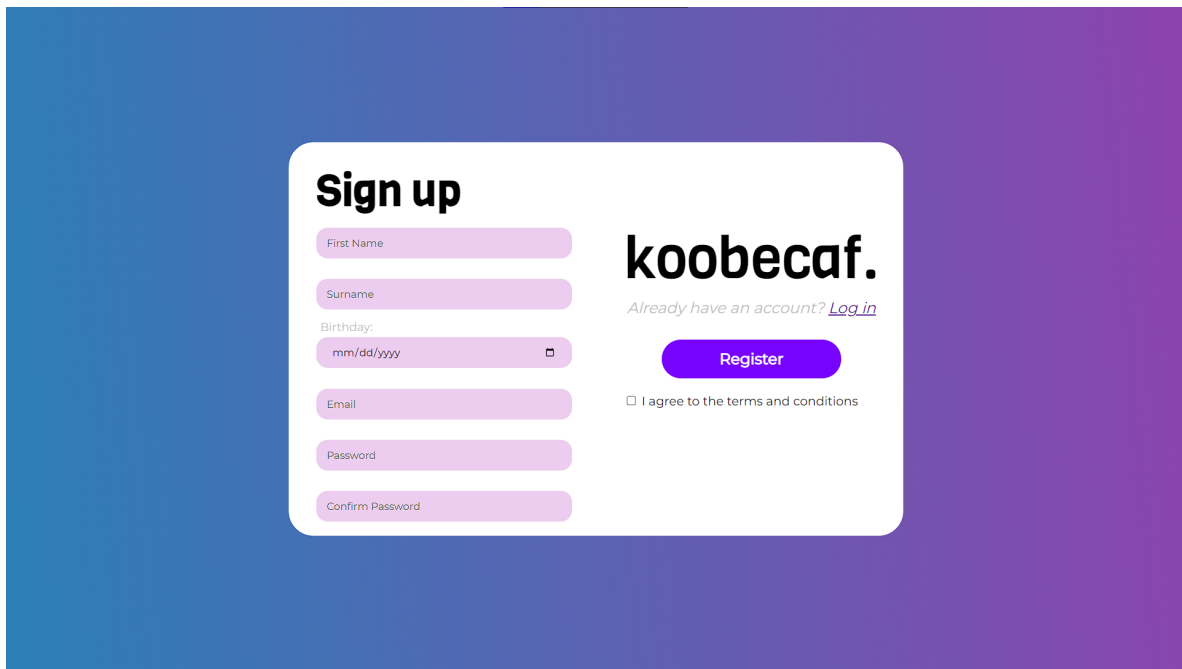 Sign up
First Name
Surname
Birthday:
mm/dd/yyyy
Email
Password
Confirm Password
koobecaf.
Already have an account? Log in
Register
I agree to the terms and conditions